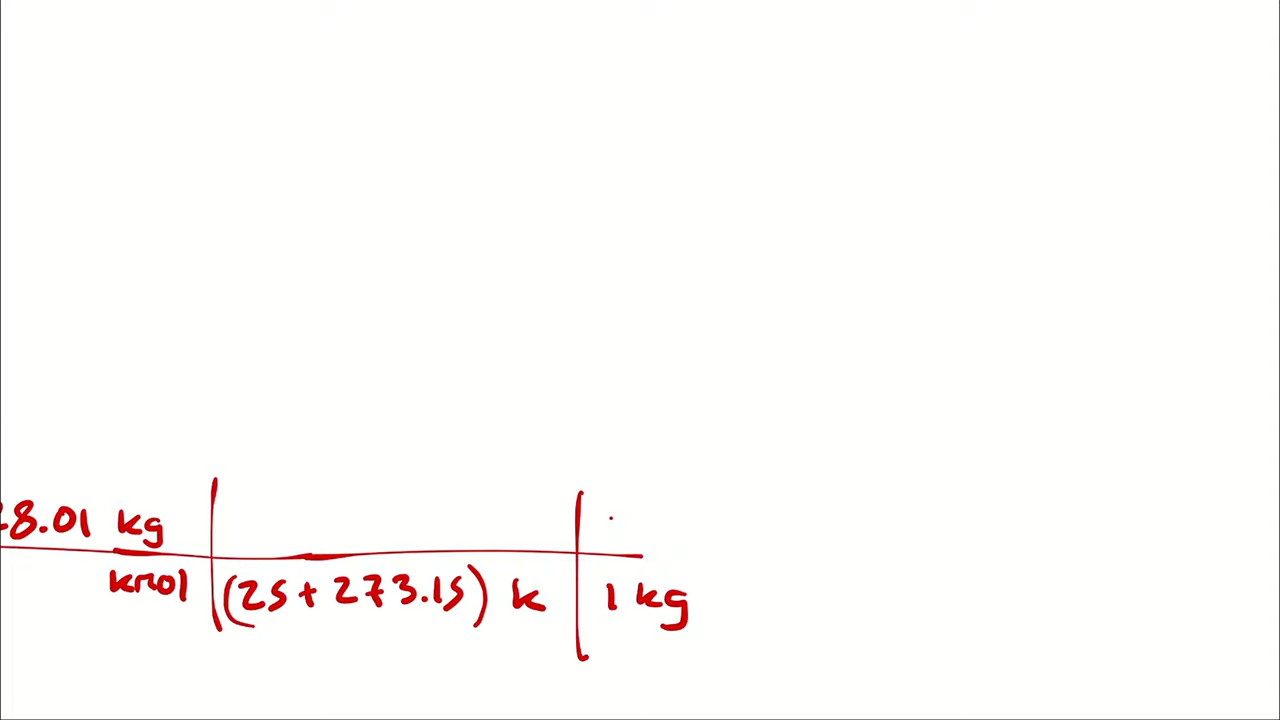 8.01 kg
kmol (25+273.15) k 1 kg